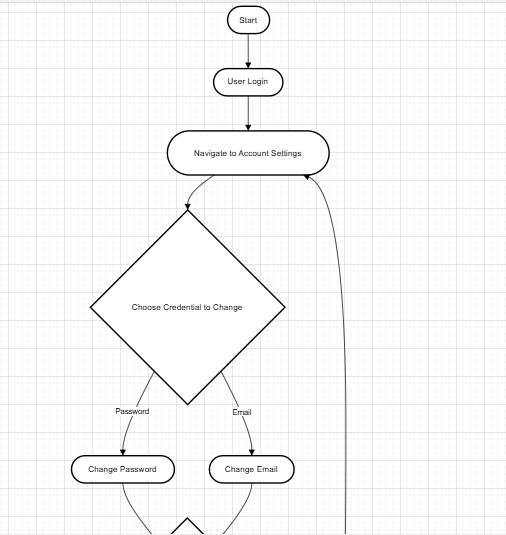 Start
User Login
Navigate to Account Settings
Choose Credential to Change
Password
Email
Change Password
Change Email